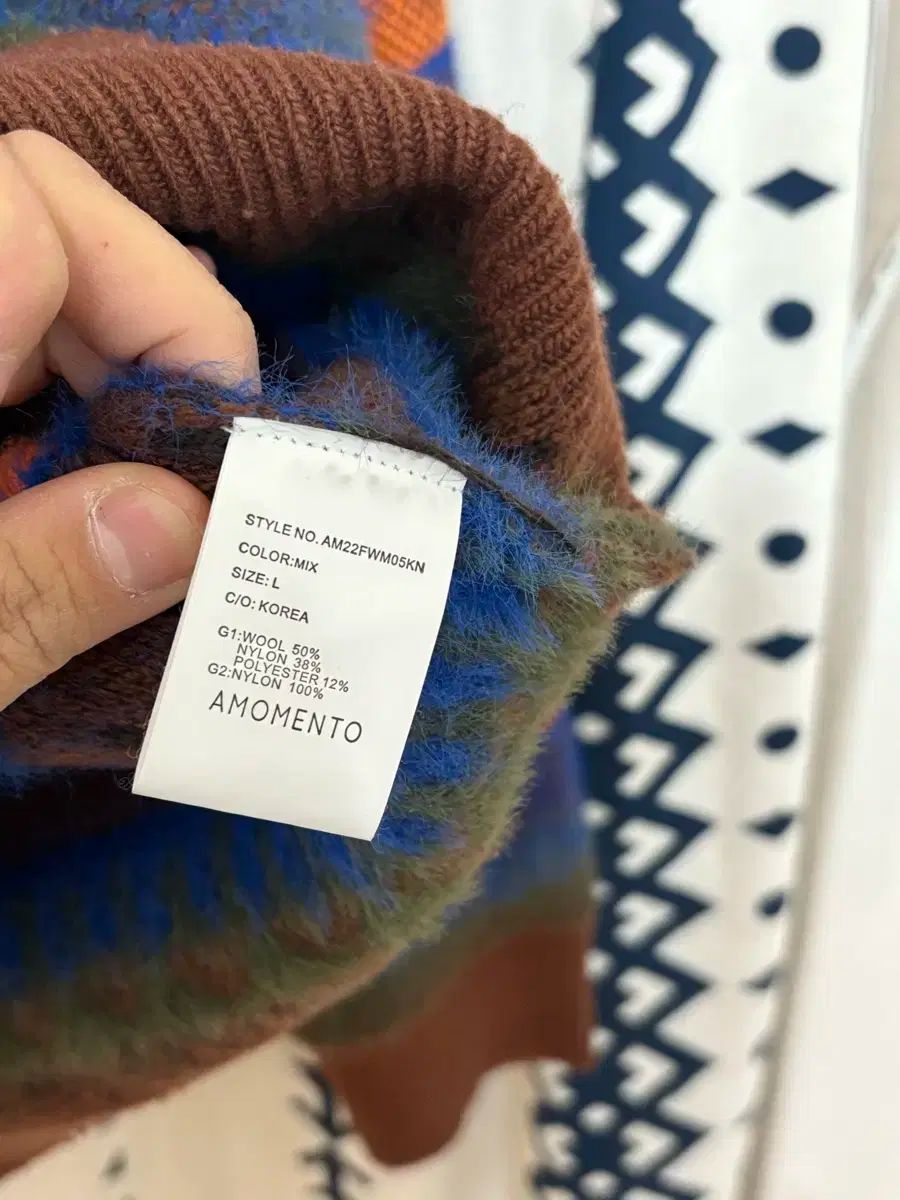 STYLE NO. AM22FWM05KN
COLOR:MIX
SIZE: L
C/O: KOREA
G1:WOOL 50%
NYLON 38%
POLYESTER 12%
G2:NYLON 100%
AMOMENTO